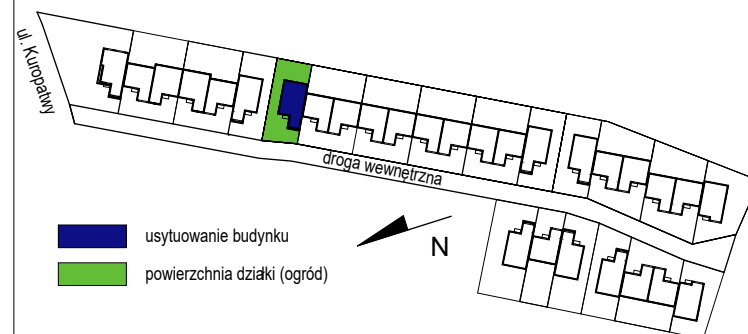 ul. Kuropatwy
droga wewnętrzna
usytuowanie budynku
N
powierzchnia działki (ogród)